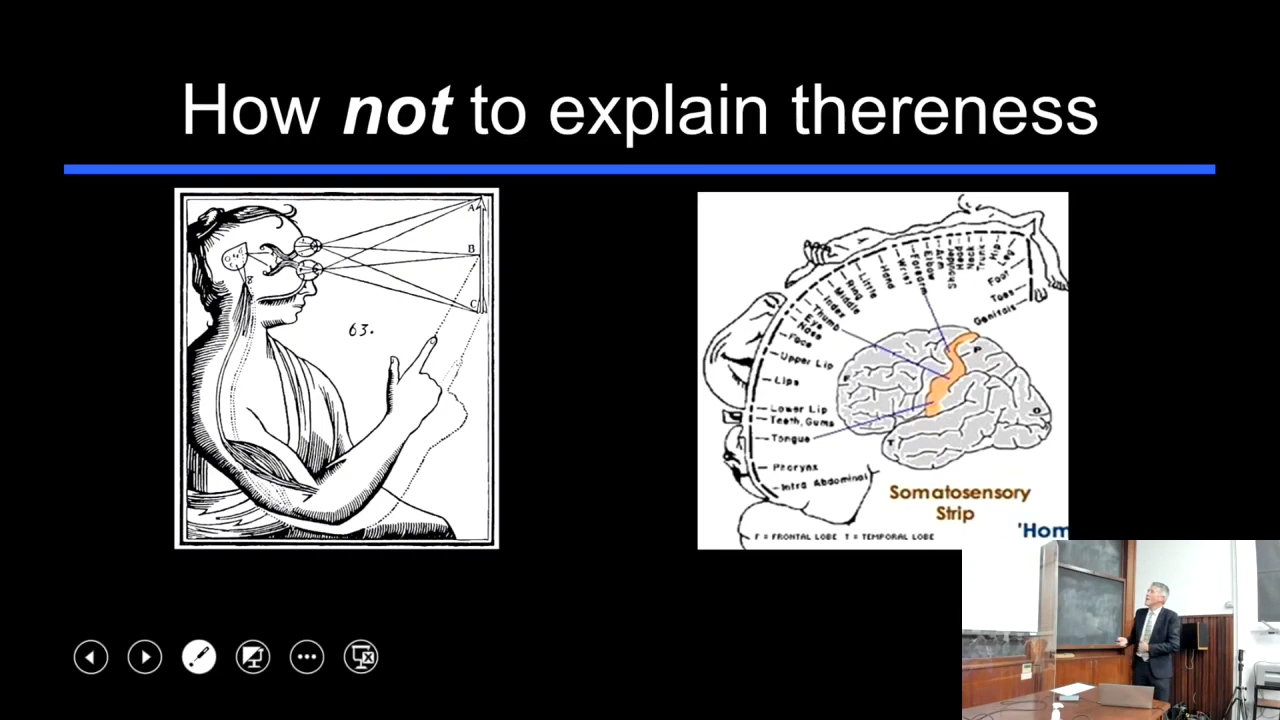 How not to explain thereness
A
B
C
63.
Little
Ring
Middle
Index
Thumb
Eye
Nose
Face
Upper Lip
Lips
Lower Lip
Teeth, Gums
Tongue
Pharynx
Intra Abdominal
Hand
Wrist
Forearm
Elbow
Arm
Shoulder
Head
Neck
Trunk
Hip
Leg
Foot
Toes
Genitals
F
P
O
T
Somatosensory
Strip
'Hom
F = FRONTAL LOBE T = TEMPORAL LOBE